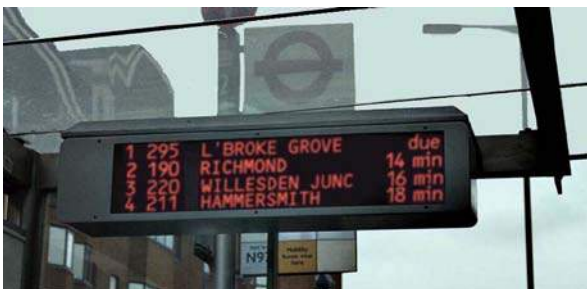 1 295 L'BROKE GROVE due
2 190 RICHMOND 14 min
3 220 WILLESDEN JUNC 16 min
4 211 HAMMERSMITH 18 min
N97